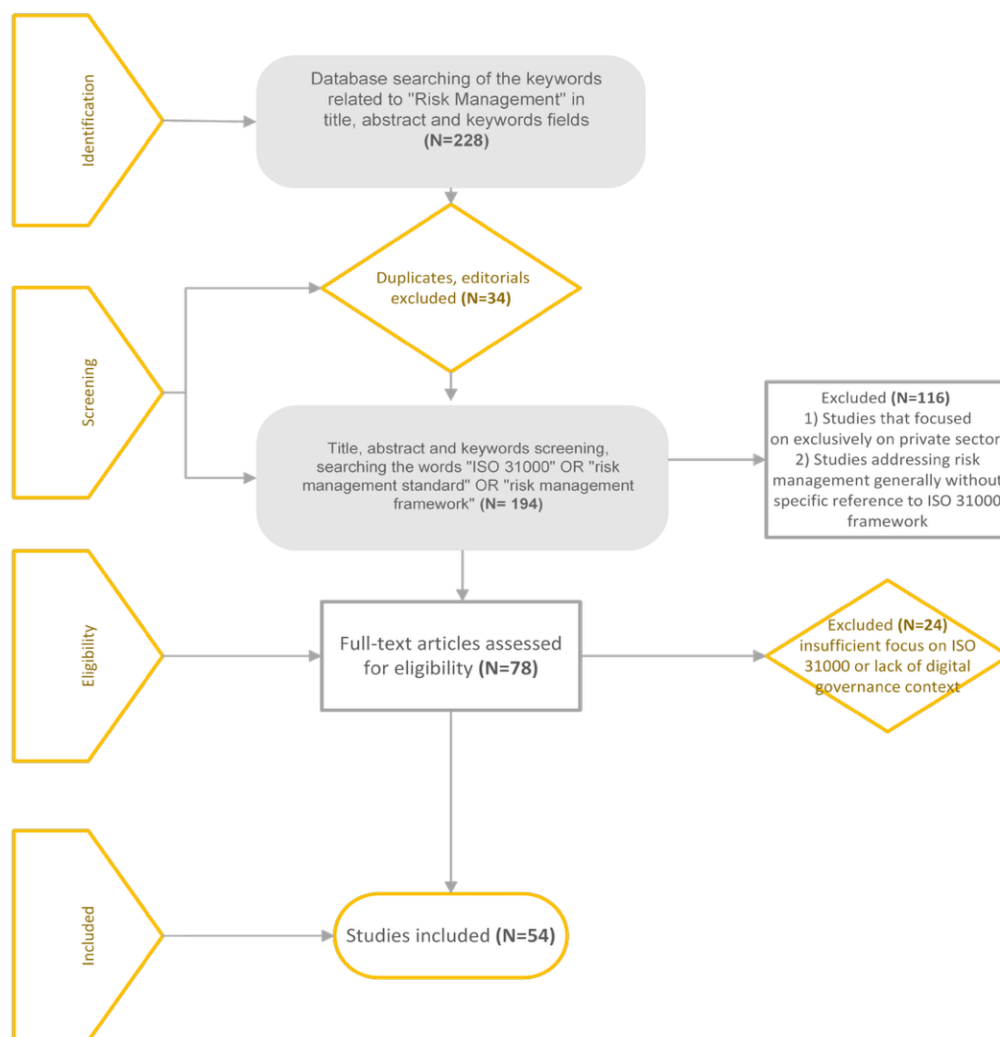 Identification
Database searching of the keywords
related to "Risk Management" in
title, abstract and keywords fields
(N=228)
Screening
Duplicates, editorials
excluded (N=34)
Title, abstract and keywords screening,
searching the words "ISO 31000" OR "risk
management standard" OR "risk management
framework" (N= 194)
Excluded (N=116)
1) Studies that focused
on exclusively on private sector
2) Studies addressing risk
management generally without
specific reference to ISO 31000
framework
Eligibility
Full-text articles assessed
for eligibility (N=78)
Excluded (N=24)
insufficient focus on ISO
31000 or lack of digital
governance context
Included
Studies included (N=54)